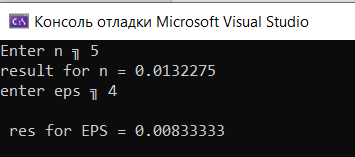 Консоль отладки Microsoft Visual Studio
Enter n ╗ 5
result for n = 0.0132275
enter eps ╗ 4
res for EPS = 0.00833333